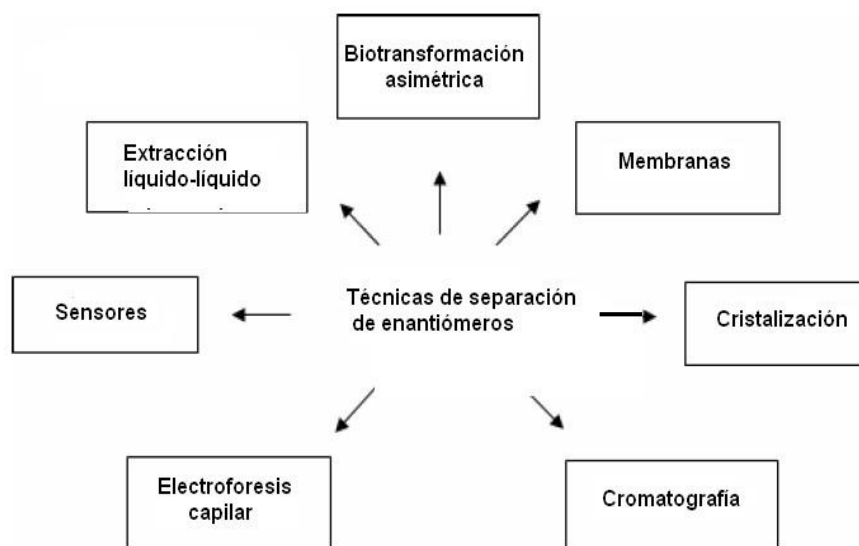 Biotransformación
asimétrica
Extracción
líquido-líquido
Membranas
Sensores
Técnicas de separación
de enantiómeros
Cristalización
Electroforesis
capilar
Cromatografía